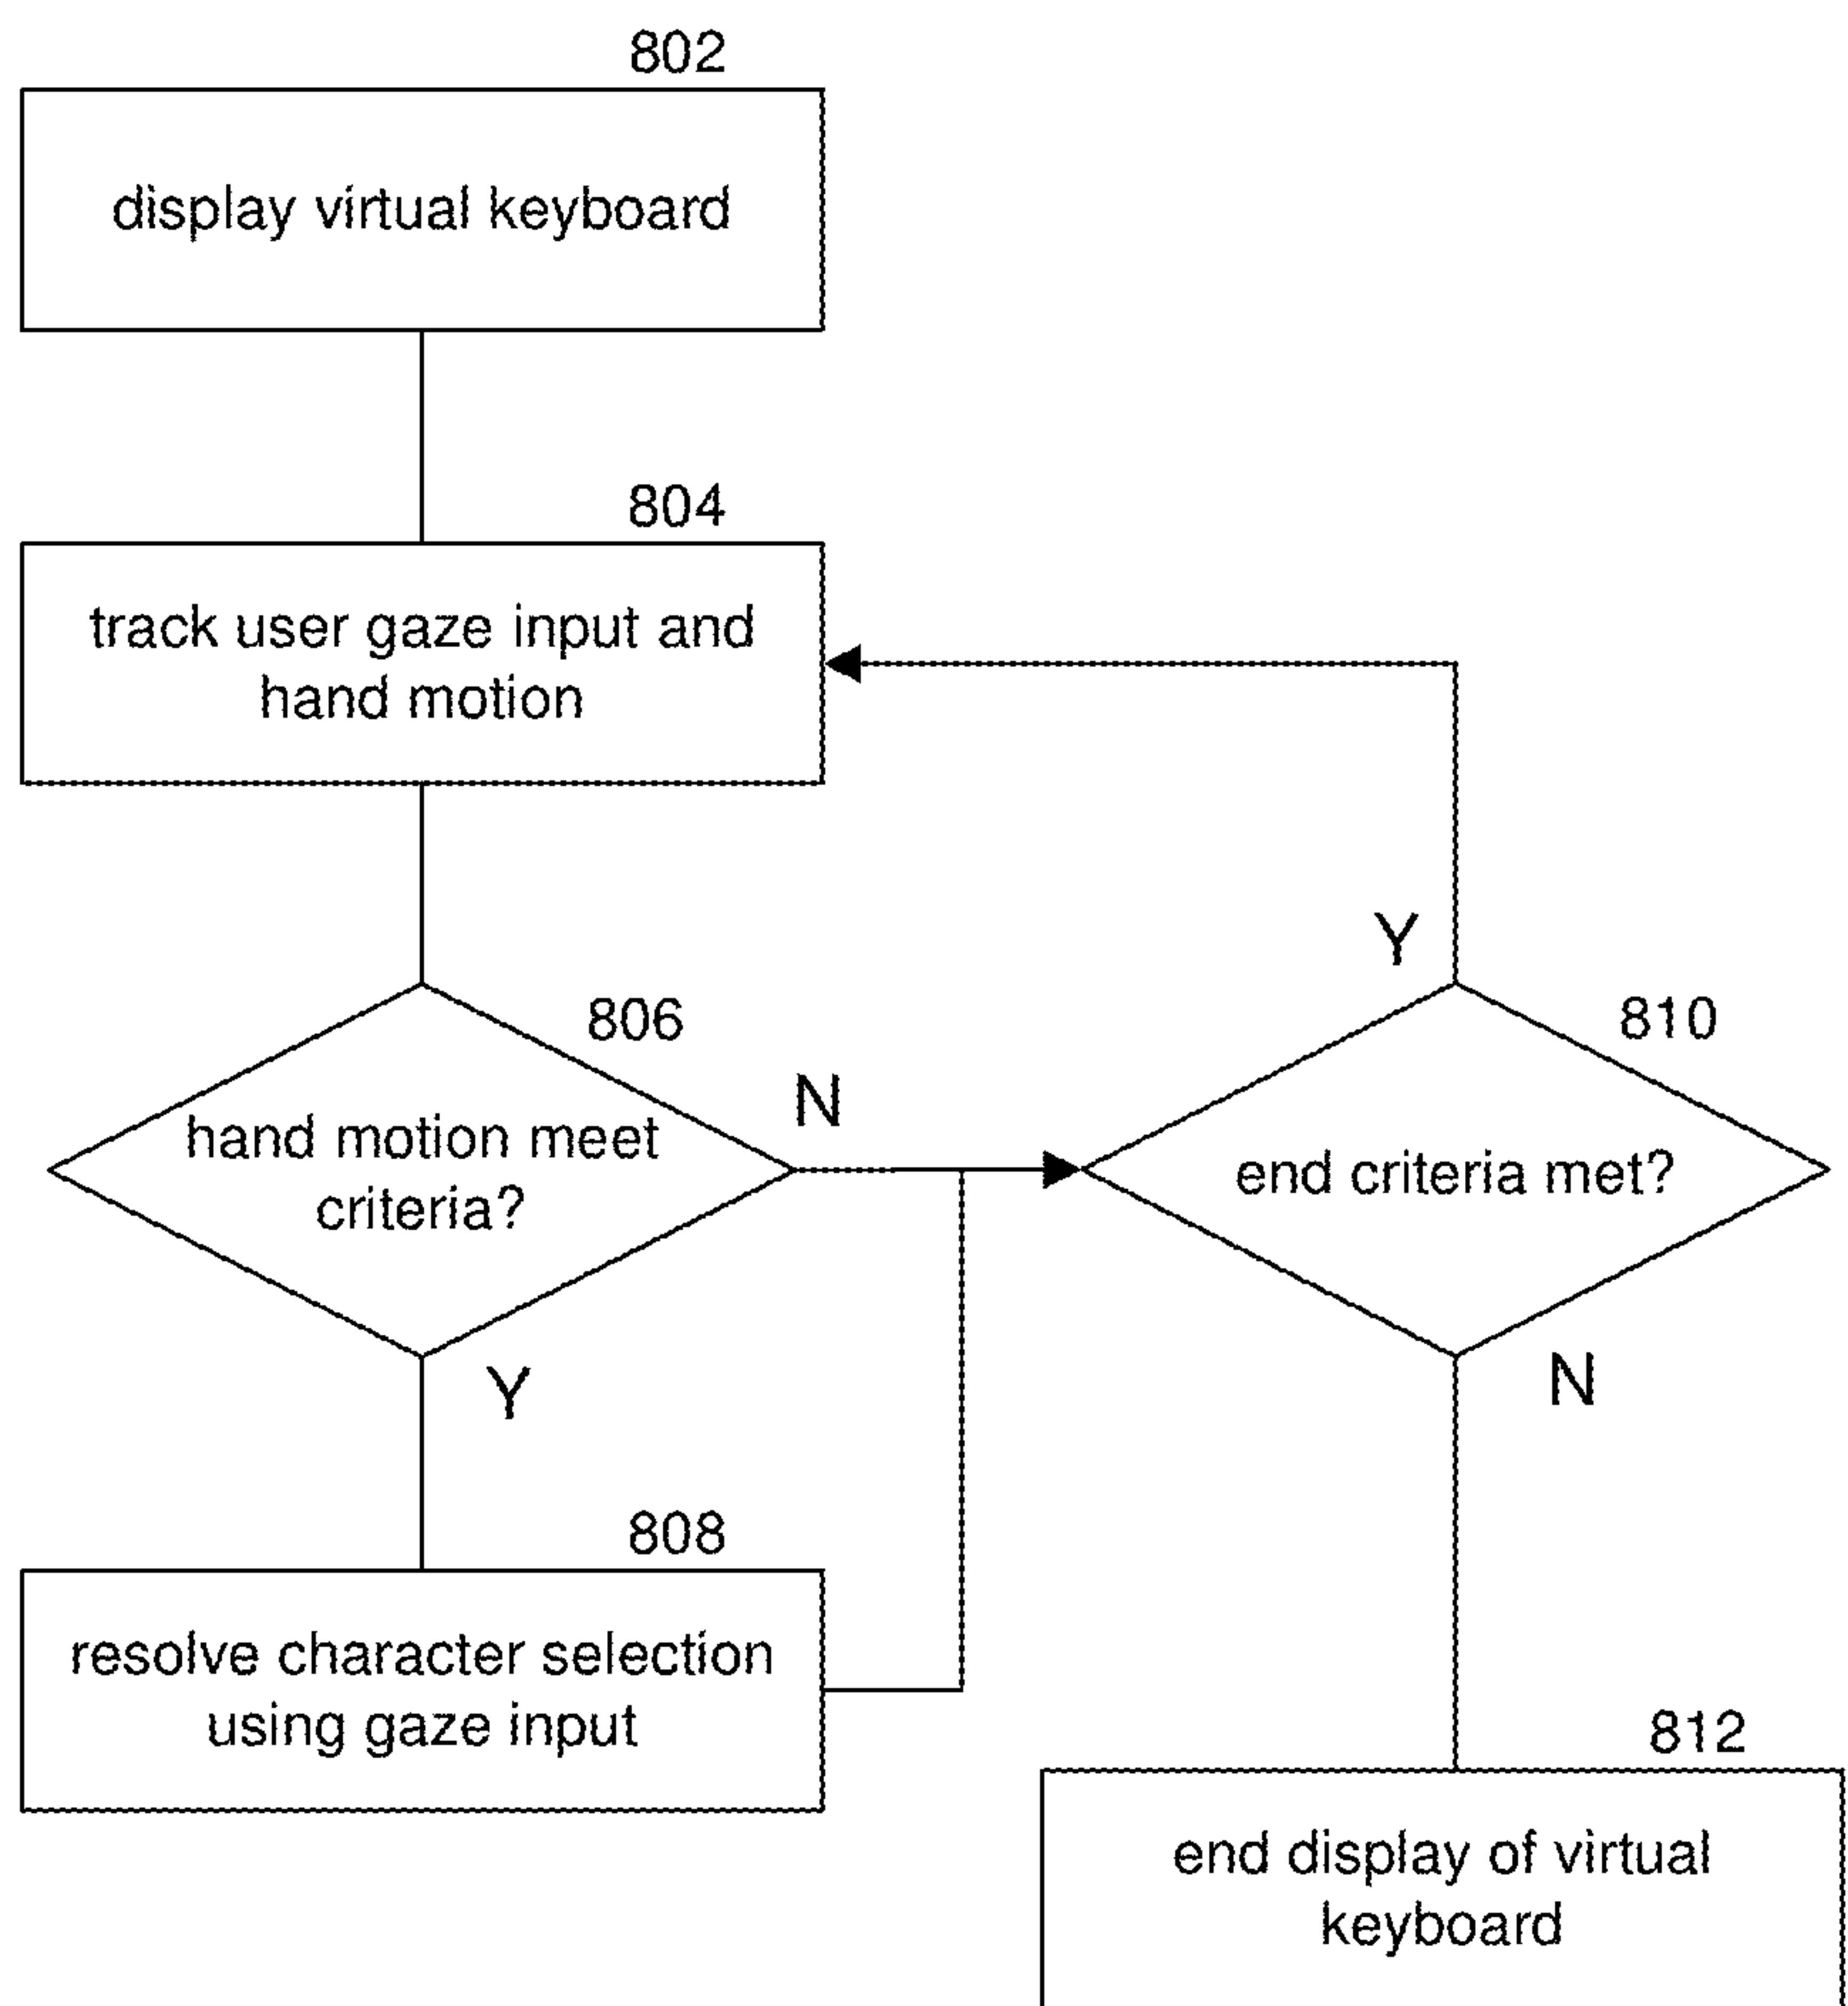 802
display virtual keyboard
804
track user gaze input and
hand motion
806
hand motion meet
criteria?
N
Y
810
end criteria met?
Y
N
808
resolve character selection
using gaze input
812
end display of virtual
keyboard